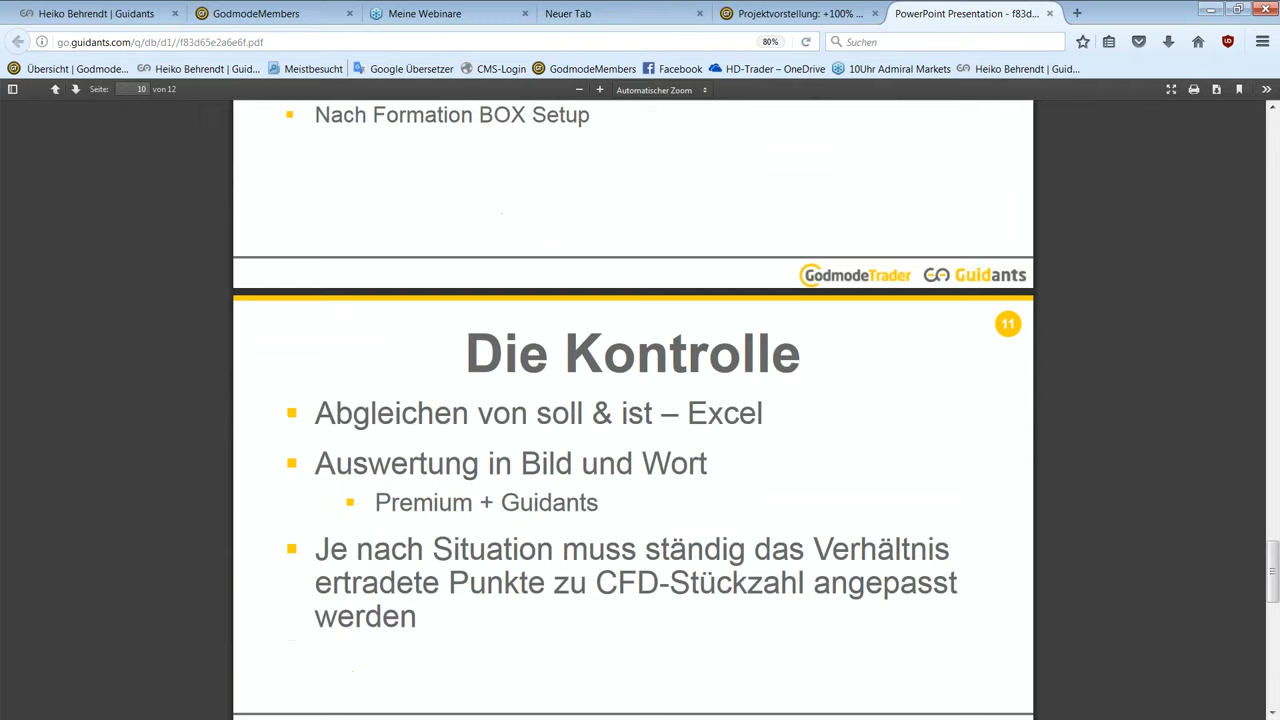 Heiko Behrendt | Guidants
GodmodeMembers
Meine Webinare
Neuer Tab
Projektvorstellung: +100% ...
PowerPoint Presentation - f83d...
go.guidants.com/q/db/d1//f83d65e2a6e6f.pdf
80%
Suchen
Übersicht | Godmode...
Heiko Behrendt | Guid...
Meistbesucht
Google Übersetzer
CMS-Login
GodmodeMembers
Facebook
HD-Trader – OneDrive
10Uhr Admiral Markets
Heiko Behrendt | Guid...
Seite: 10 von 12
Automatischer Zoom
Nach Formation BOX Setup
GodmodeTrader Guidants
11
Die Kontrolle
Abgleichen von soll & ist – Excel
Auswertung in Bild und Wort
Premium + Guidants
Je nach Situation muss ständig das Verhältnis
ertradete Punkte zu CFD-Stückzahl angepasst
werden